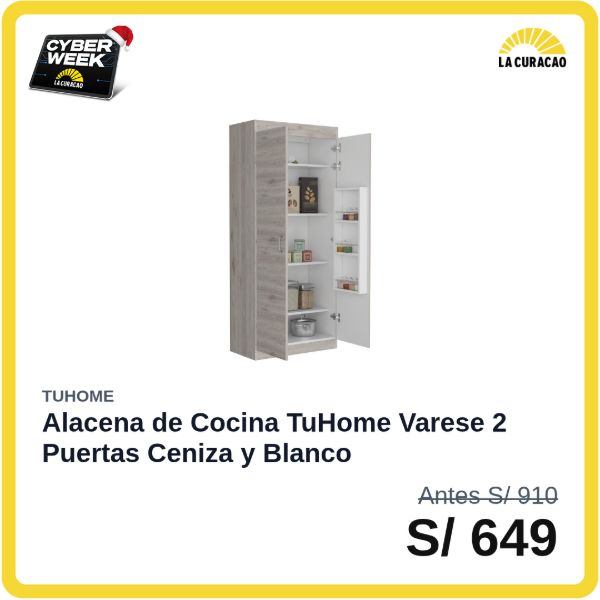 CYBER
WEEK
LA CURACAO
LA CURACAO
TUHOME
Alacena de Cocina TuHome Varese 2
Puertas Ceniza y Blanco
Antes S/ 910
S/ 649